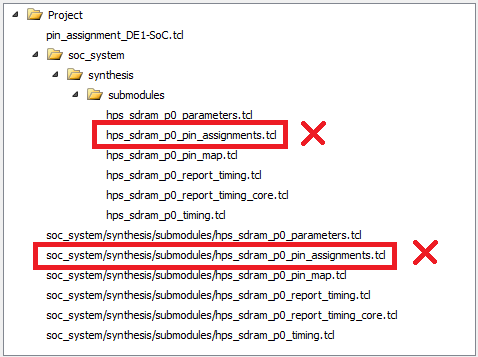 Project
pin_assignment_DE1-SoC.tcl
soc_system
synthesis
submodules
hps_sdram_p0_parameters.tcl
hps_sdram_p0_pin_assignments.tcl
hps_sdram_p0_pin_map.tcl
hps_sdram_p0_report_timing.tcl
hps_sdram_p0_report_timing_core.tcl
hps_sdram_p0_timing.tcl
soc_system/synthesis/submodules/hps_sdram_p0_parameters.tcl
soc_system/synthesis/submodules/hps_sdram_p0_pin_assignments.tcl
soc_system/synthesis/submodules/hps_sdram_p0_pin_map.tcl
soc_system/synthesis/submodules/hps_sdram_p0_report_timing.tcl
soc_system/synthesis/submodules/hps_sdram_p0_report_timing_core.tcl
soc_system/synthesis/submodules/hps_sdram_p0_timing.tcl